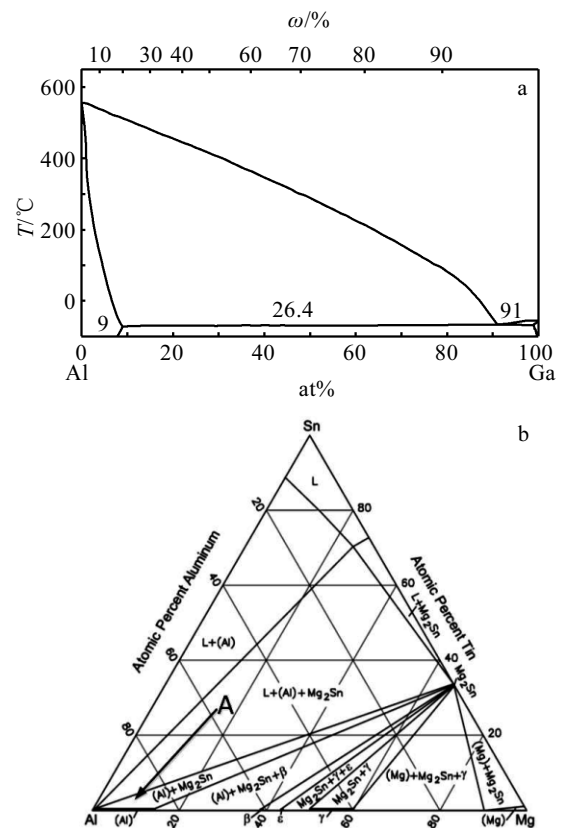 ω/%
10 30 40 60 70 80 90
a
600
400
200
0
T/℃
9 26.4 91
0 20 40 60 80 100
Al Ga
at%
b
Sn
L
20 80
Atomic Percent Aluminum
Atomic Percent Tin
40 60
L+Mg₂Sn
60 L+(Al) 40
Mg₂Sn
L+(Al)+Mg₂Sn
A
80 20
(Al)+Mg₂Sn
(Al)+Mg₂Sn+β
Mg₂Sn+γ+ε
Mg₂Sn+γ
(Mg)+Mg₂Sn+γ
(Mg)+Mg₂Sn
Al (Al) 20 β 40 ε γ 60 80 (Mg) Mg